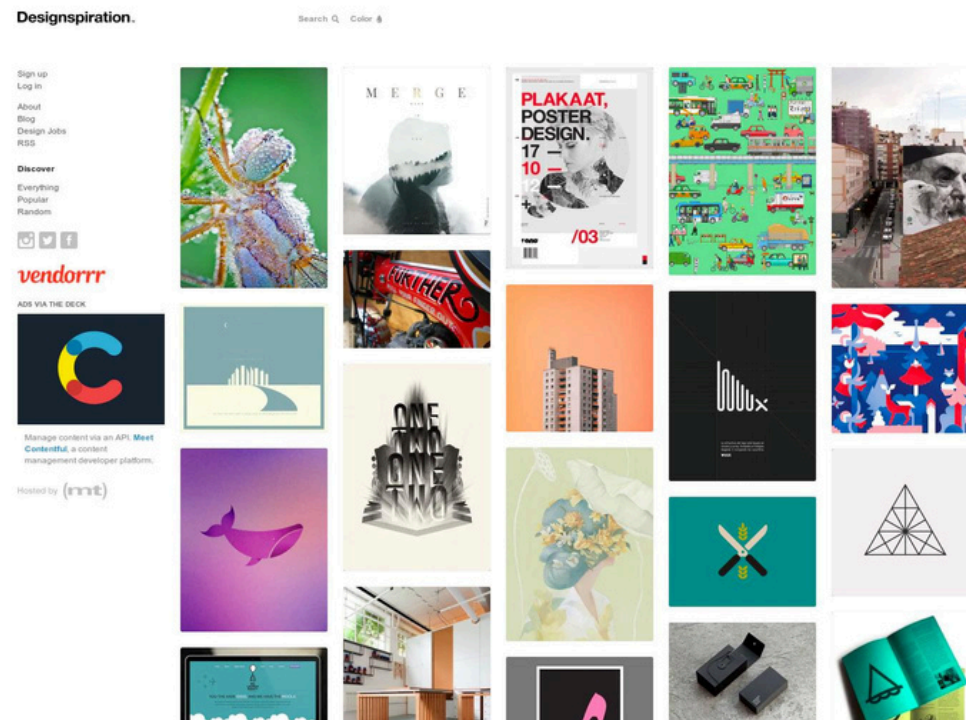 Designspiration.
Search
Color
Sign up
Log in
About
Blog
Design Jobs
RSS
Discover
Everything
Popular
Random
vendorrr
ADS VIA THE DECK
Manage content via an API. Meet
Contentful, a content
management developer platform.
Hosted by (mt)
MERGE
FURTHER
ONE
TWO
ONE
TWO
PLAKAAT,
POSTER
DESIGN.
17 —
10 —
12 —
+
/03